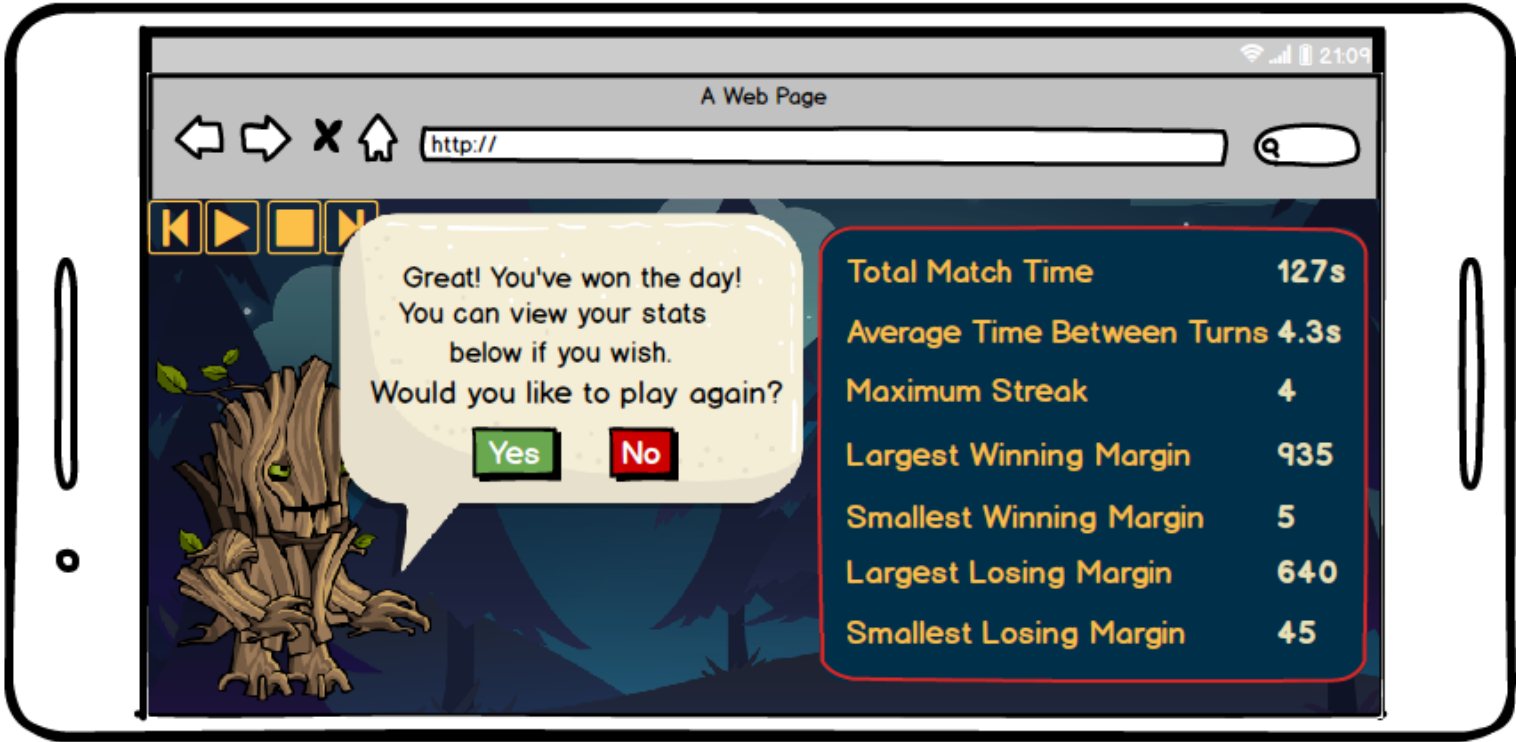 21:09
A Web Page
http://
Great! You've won the day!
You can view your stats
below if you wish.
Would you like to play again?
Yes No
Total Match Time 127s
Average Time Between Turns 4.3s
Maximum Streak 4
Largest Winning Margin 935
Smallest Winning Margin 5
Largest Losing Margin 640
Smallest Losing Margin 45